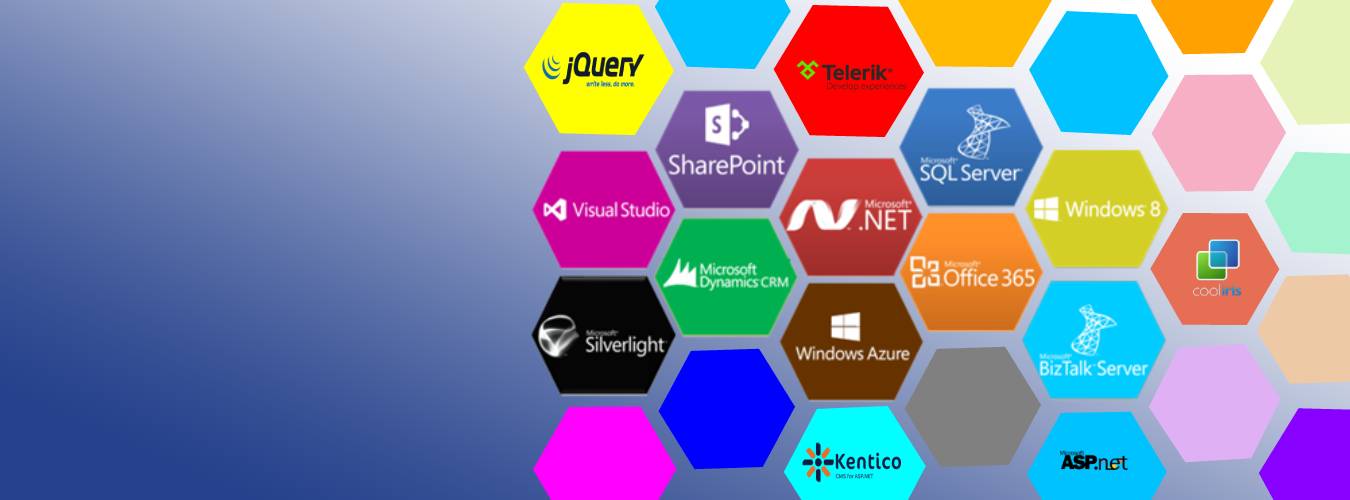 jQuery
write less, do more.
Telerik
Develop experiences
SharePoint
Microsoft
SQL Server
Visual Studio
Microsoft
.NET
Windows 8
Microsoft
Dynamics CRM
Microsoft
Office 365
cooliris
Microsoft
Silverlight
Windows Azure
Microsoft
BizTalk Server
Kentico
CMS for ASP.NET
Microsoft
ASP.net